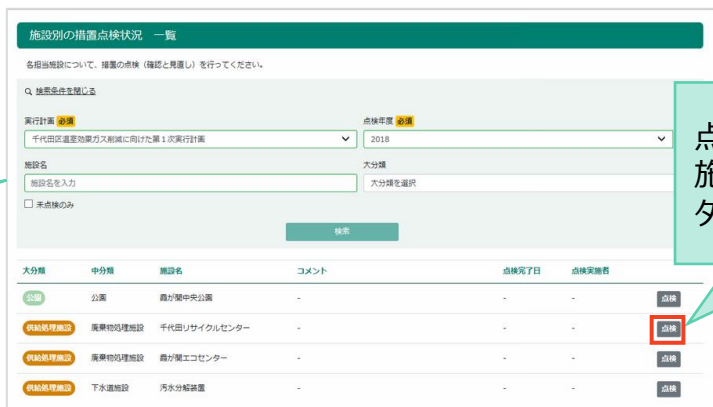 施設別の措置点検状況　一覧
各担当施設について、措置の点検（確認と見直し）を行ってください。
検索条件を閉じる
実行計画 必須 点検年度 必須
千代田区温室効果ガス削減に向けた第１次実行計画 2018
施設名 大分類
施設名を入力 大分類を選択
未点検のみ
検索
点
施
タ
大分類 中分類 施設名 コメント 点検完了日 点検実施者
公園 公園 霞が関中央公園 - - - 点検
供給処理施設 廃棄物処理施設 千代田リサイクルセンター - - - 点検
供給処理施設 廃棄物処理施設 霞が関エコセンター - - - 点検
供給処理施設 下水道施設 汚水分解装置 - - - 点検